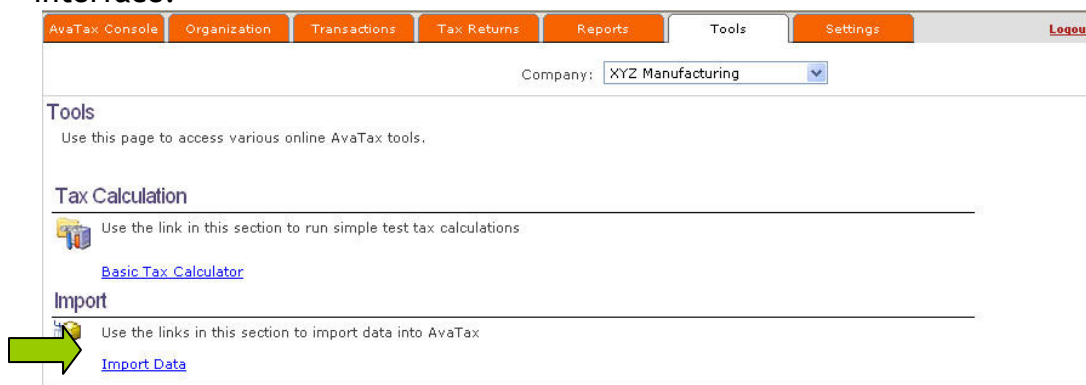 interface.
AvaTax Console Organization Transactions Tax Returns Reports Tools Settings Logou
Company: XYZ Manufacturing
Tools
Use this page to access various online AvaTax tools.
Tax Calculation
Use the link in this section to run simple test tax calculations
Basic Tax Calculator
Import
Use the links in this section to import data into AvaTax
Import Data